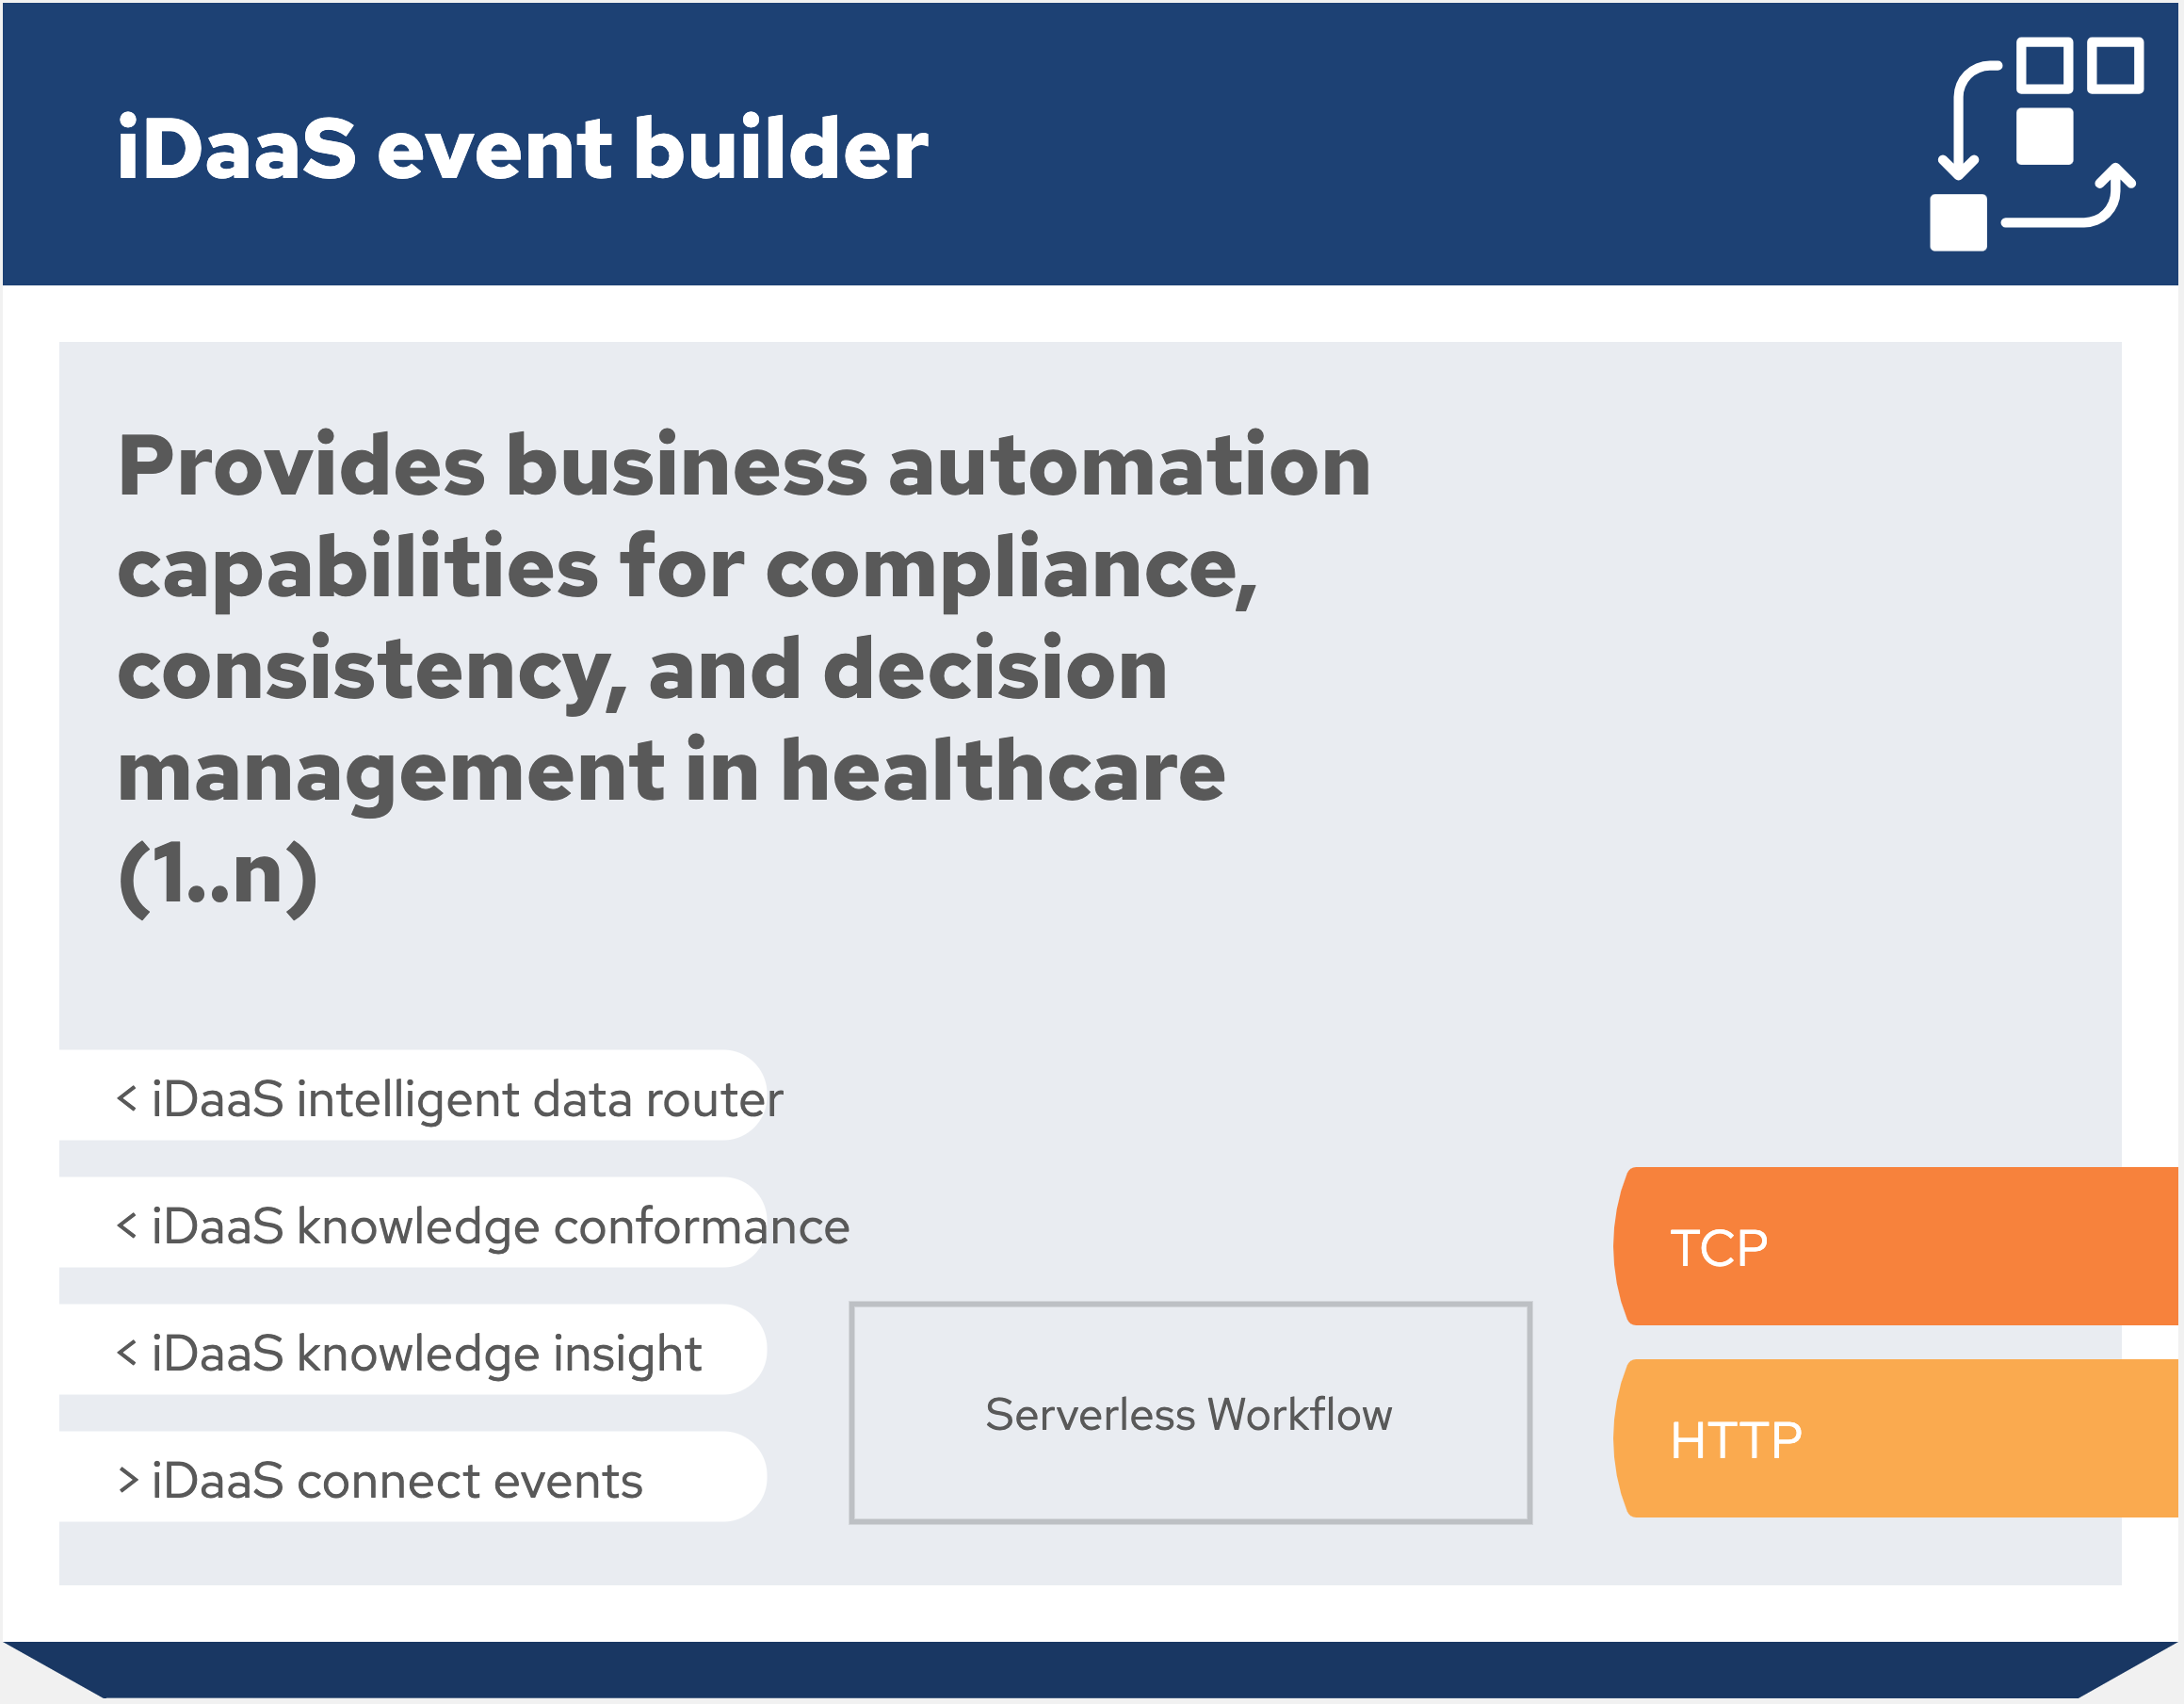 iDaaS event builder
Provides business automation
capabilities for compliance,
consistency, and decision
management in healthcare
(1..n)
< iDaaS intelligent data router
< iDaaS knowledge conformance
< iDaaS knowledge insight
> iDaaS connect events
Serverless Workflow
TCP
HTTP